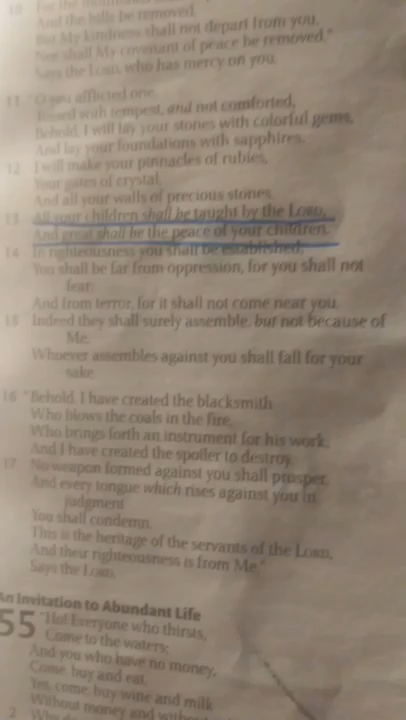 10 For the mountains shall
And the hills be removed,
But My kindness shall not depart from you,
Nor shall My covenant of peace be removed,"
Says the LORD, who has mercy on you.
11 "O you afflicted one,
Tossed with tempest, and not comforted,
Behold, I will lay your stones with colorful gems,
And lay your foundations with sapphires.
12 I will make your pinnacles of rubies,
Your gates of crystal,
And all your walls of precious stones.
13 All your children shall be taught by the LORD,
And great shall be the peace of your children.
14 In righteousness you shall be established;
You shall be far from oppression, for you shall not
fear;
And from terror, for it shall not come near you.
15 Indeed they shall surely assemble, but not because of
Me.
Whoever assembles against you shall fall for your
sake.
16 "Behold, I have created the blacksmith
Who blows the coals in the fire,
Who brings forth an instrument for his work;
And I have created the spoiler to destroy.
17 No weapon formed against you shall prosper,
And every tongue which rises against you in
judgment
You shall condemn.
This is the heritage of the servants of the LORD,
And their righteousness is from Me,"
Says the LORD.
An Invitation to Abundant Life
55 "Ho! Everyone who thirsts,
Come to the waters;
And you who have no money,
Come, buy and eat.
Yes, come, buy wine and milk
Without money and without
2 Why do